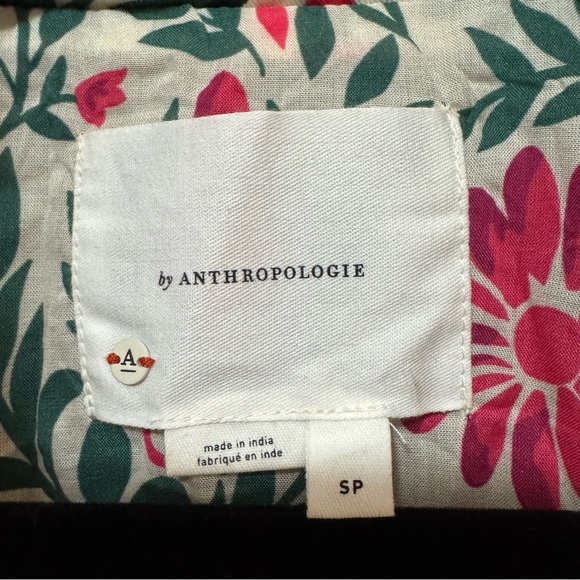 by ANTHROPOLOGIE
A
made in india
fabriqué en inde
SP